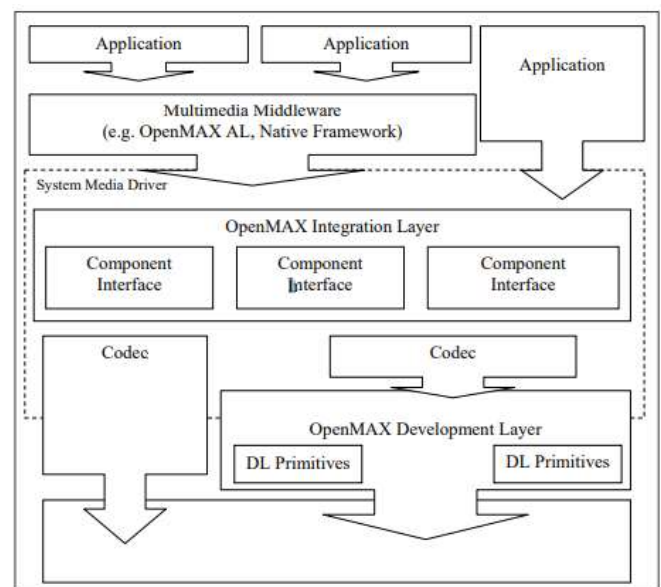 Application
Application
Application
Multimedia Middleware
(e.g. OpenMAX AL, Native Framework)
System Media Driver
OpenMAX Integration Layer
Component
Interface
Component
Interface
Component
Interface
Codec
Codec
OpenMAX Development Layer
DL Primitives
DL Primitives